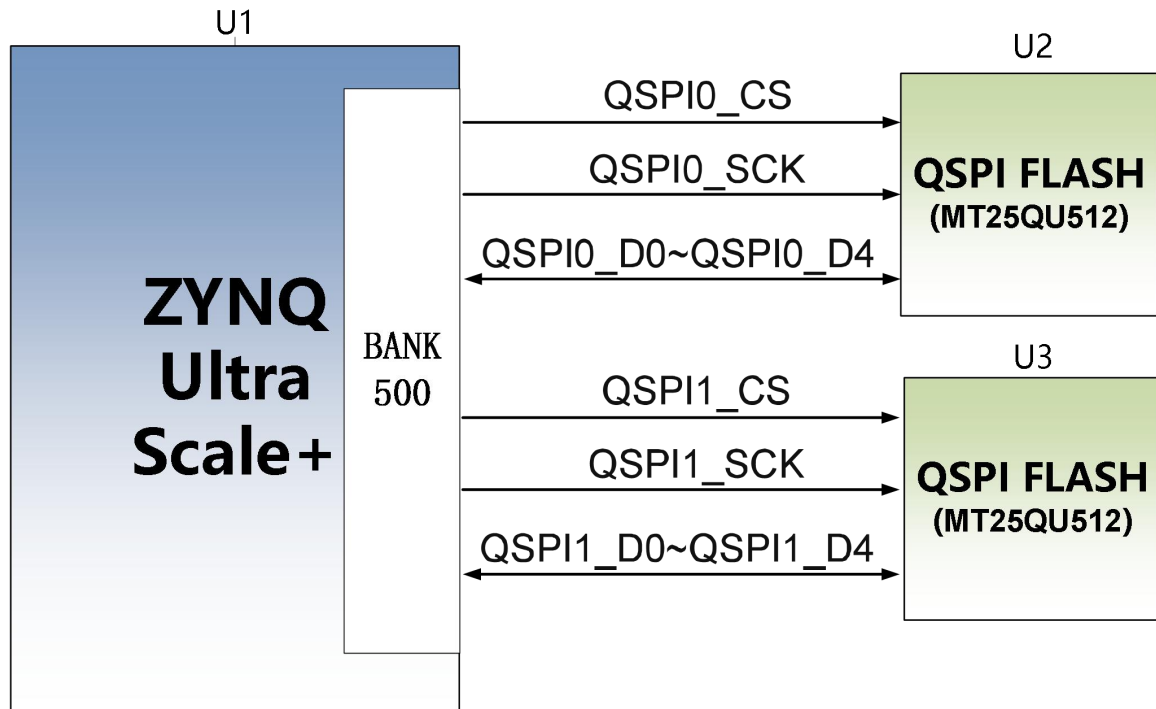 U1
ZYNQ
Ultra
Scale+
BANK
500
QSPI0_CS
QSPI0_SCK
QSPI0_D0~QSPI0_D4
U2
QSPI FLASH
(MT25QU512)
QSPI1_CS
QSPI1_SCK
QSPI1_D0~QSPI1_D4
U3
QSPI FLASH
(MT25QU512)